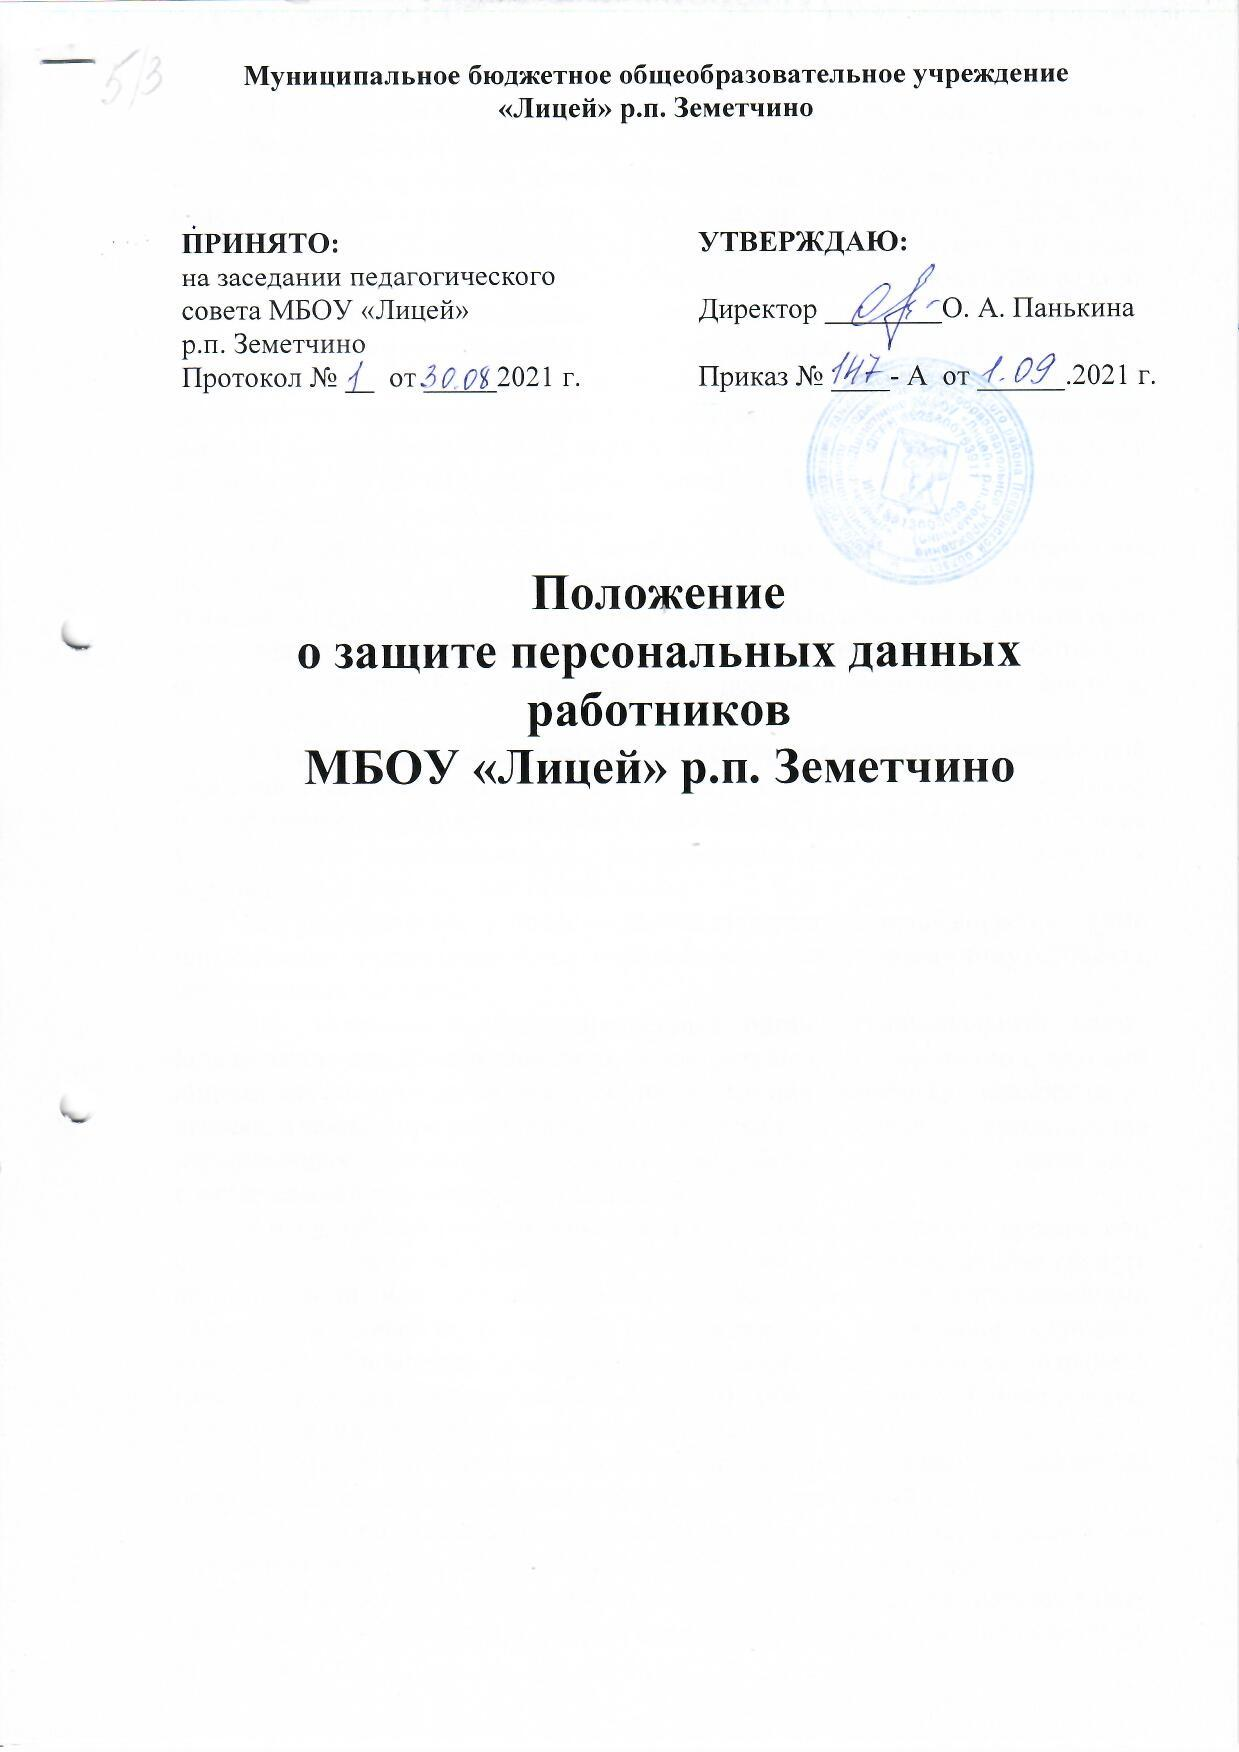 5/3
Муниципальное бюджетное общеобразовательное учреждение
«Лицей» р.п. Земетчино
ПРИНЯТО:
на заседании педагогического
совета МБОУ «Лицей»
р.п. Земетчино
Протокол № 1 от 30.08 2021 г.
УТВЕРЖДАЮ:
Директор _________ О. А. Панькина
Приказ № 147 - А от 1.09 .2021 г.
Положение
о защите персональных данных
работников
МБОУ «Лицей» р.п. Земетчино